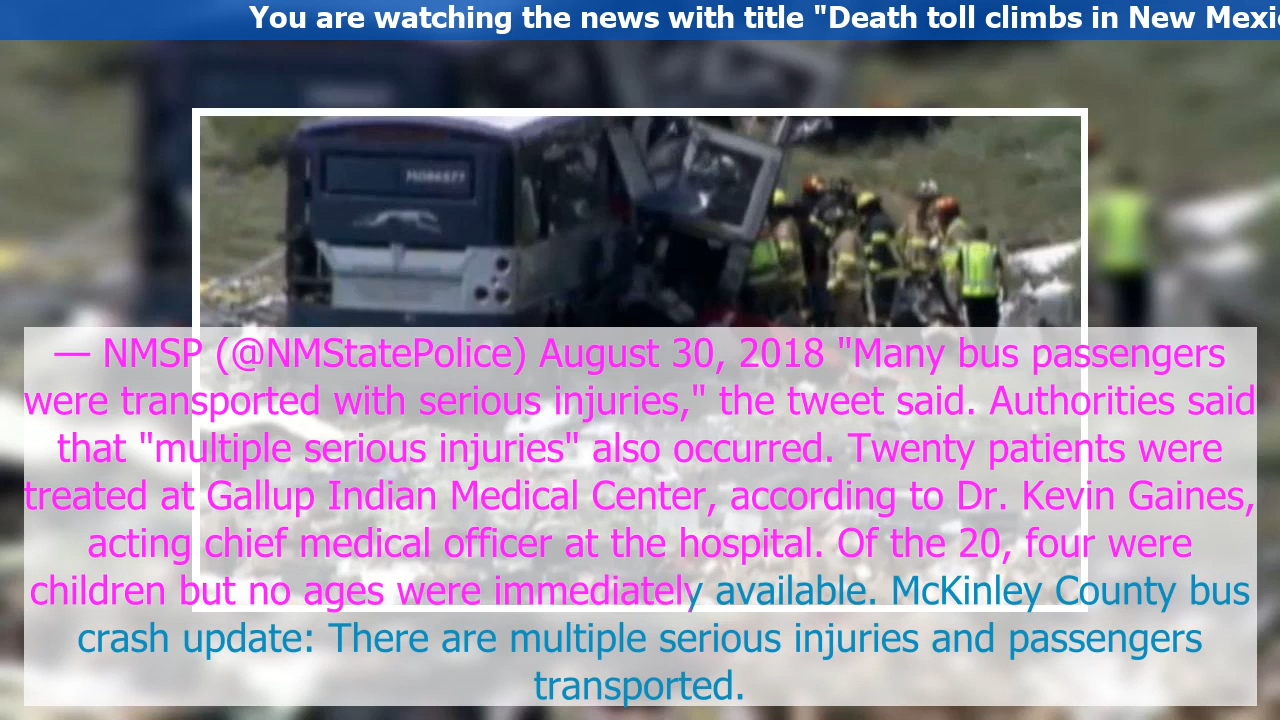 You are watching the news with title "Death toll climbs in New Mexi
— NMSP (@NMStatePolice) August 30, 2018 "Many bus passengers
were transported with serious injuries," the tweet said. Authorities said
that "multiple serious injuries" also occurred. Twenty patients were
treated at Gallup Indian Medical Center, according to Dr. Kevin Gaines,
acting chief medical officer at the hospital. Of the 20, four were
children but no ages were immediately available. McKinley County bus
crash update: There are multiple serious injuries and passengers
transported.